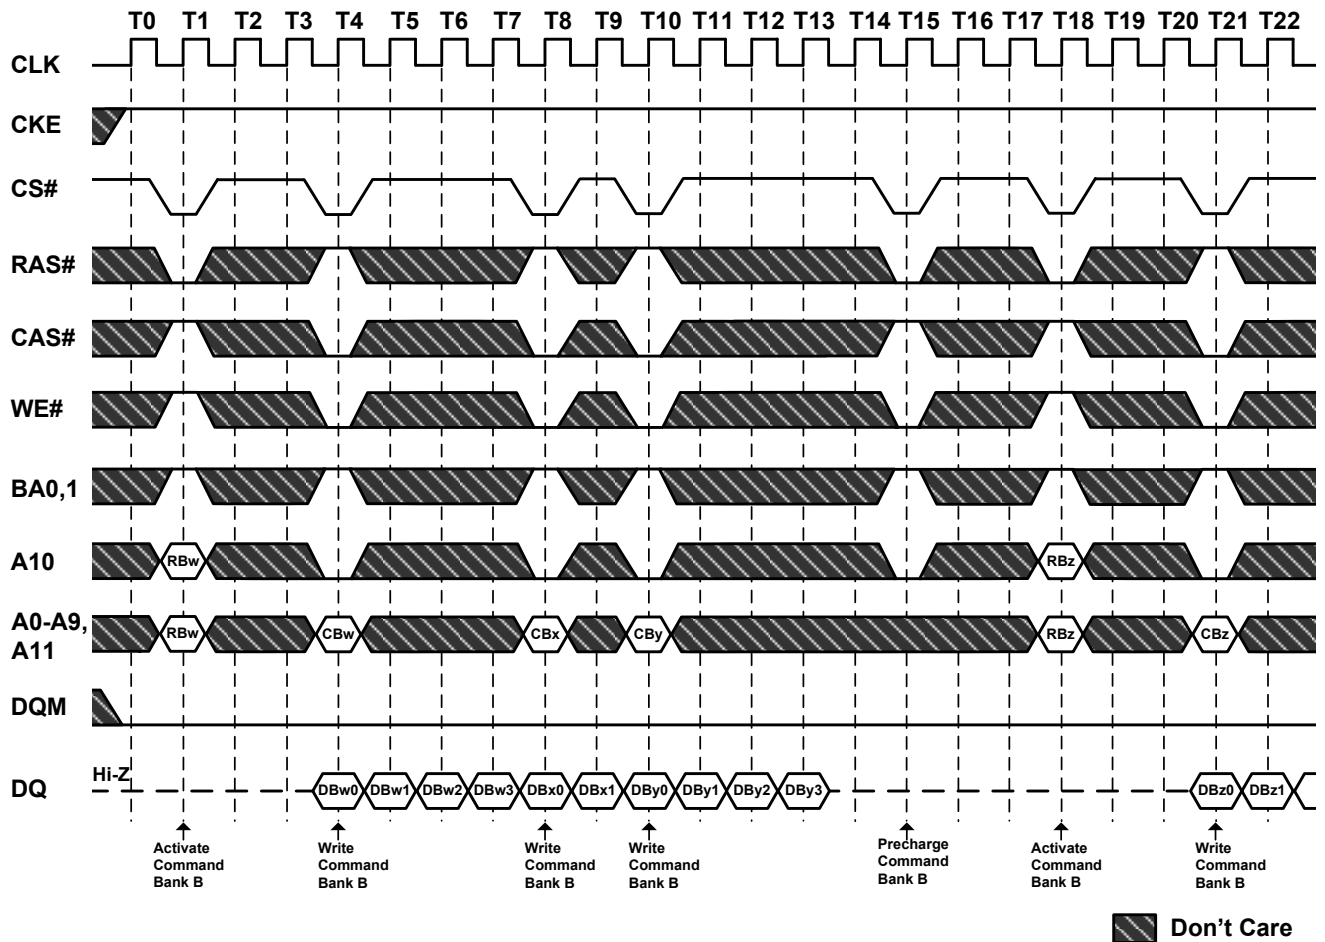 T0 T1 T2 T3 T4 T5 T6 T7 T8 T9 T10 T11 T12 T13 T14 T15 T16 T17 T18 T19 T20 T21 T22
CLK
CKE
CS#
RAS#
CAS#
WE#
BA0,1
A10 RBw RBz
A0-A9,
A11
RBw CBw CBx CBy RBz CBz
DQM
DQ
Hi-Z
DBw0 DBw1 DBw2 DBw3 DBx0 DBx1 DBy0 DBy1 DBy2 DBy3 DBz0 DBz1
Activate
Command
Bank B
Write
Command
Bank B
Write
Command
Bank B
Write
Command
Bank B
Precharge
Command
Bank B
Activate
Command
Bank B
Write
Command
Bank B
Don't Care